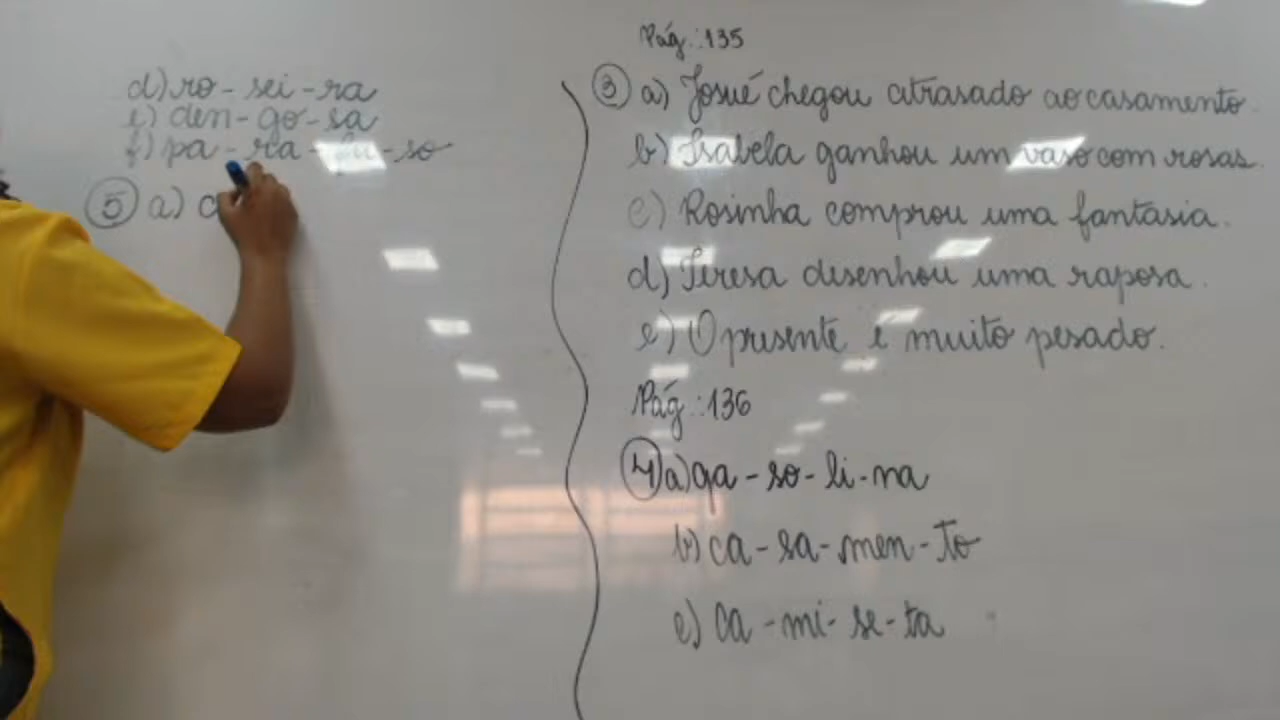 Pág.:135
3 a) Josué chegou atrasado ao casamento.
b) Isabela ganhou um vaso com rosas.
c) Rosinha comprou uma fantasia.
d) Teresa desenhou uma raposa.
e) O presente é muito pesado.
Pág.:136
4 a) ga-so-li-na
b) ca-sa-men-to
c) ca-mi-se-ta
d) ro-sei-ra
e) den-go-sa
f) pa-ra-fu-so
5 a) c